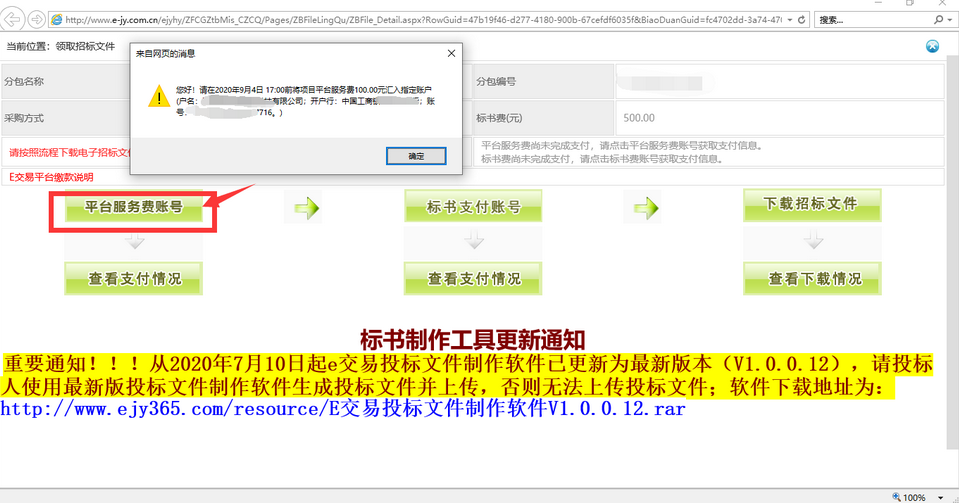 http://www.e-jy.com.cn/ejyhy/ZFCGZtbMis_CZCQ/Pages/ZBFileLingQu/ZBFile_Detail.aspx?RowGuid=47b19f46-d277-4180-900b-67cefdf6035f&BiaoDuanGuid=fc4702dd-3a74-470
搜索...
当前位置：领取招标文件
来自网页的消息
您好！请在2020年9月4日 17:00前将项目平台服务费100.00元汇入指定账户
(户名：有限公司；开户行：中国工商银；账
号：716。)
确定
分包名称
分包编号
采购方式
标书费(元)
500.00
请按照流程下载电子招标文
平台服务费尚未完成支付，请点击平台服务费账号获取支付信息。
标书费尚未完成支付，请点击标书费账号获取支付信息。
E交易平台缴款说明
平台服务费账号
标书支付账号
下载招标文件
查看支付情况
查看支付情况
查看下载情况
标书制作工具更新通知
重要通知！！！从2020年7月10日起e交易投标文件制作软件已更新为最新版本（V1.0.0.12），请投标
人使用最新版投标文件制作软件生成投标文件并上传，否则无法上传投标文件；软件下载地址为：
http://www.ejy365.com/resource/E交易投标文件制作软件V1.0.0.12.rar
100%